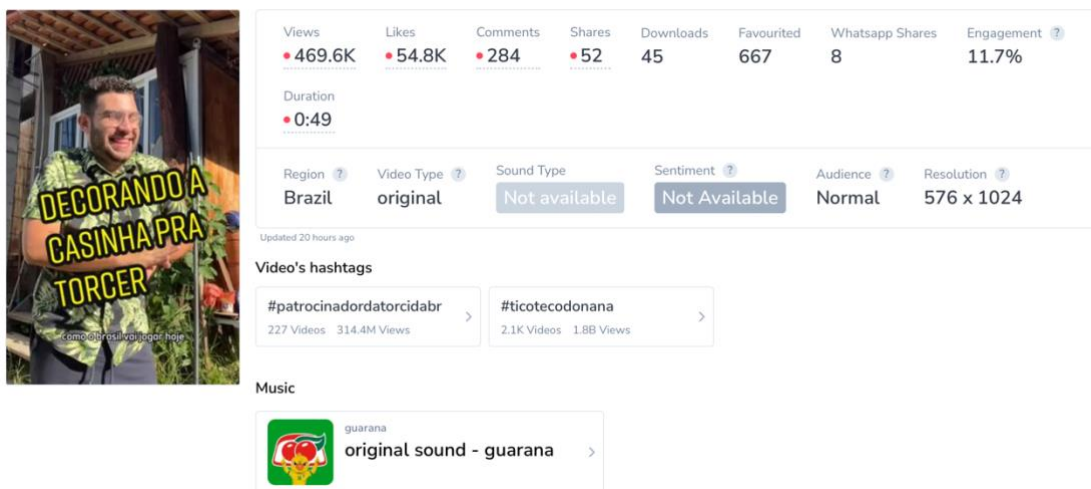 Views Likes Comments Shares Downloads Favourited Whatsapp Shares Engagement ?
469.6K 54.8K 284 52 45 667 8 11.7%
Duration
0:49
Region ? Video Type ? Sound Type Sentiment ? Audience ? Resolution ?
Brazil original Not available Not Available Normal 576 x 1024
Updated 20 hours ago
DECORANDO A
CASINHA PRA
TORCER
como o brasil vai jogar hoje
Video's hashtags
#patrocinadordatorcidabr #ticotecodonana
227 Videos 314.4M Views 2.1K Videos 1.8B Views
Music
guarana
original sound - guarana